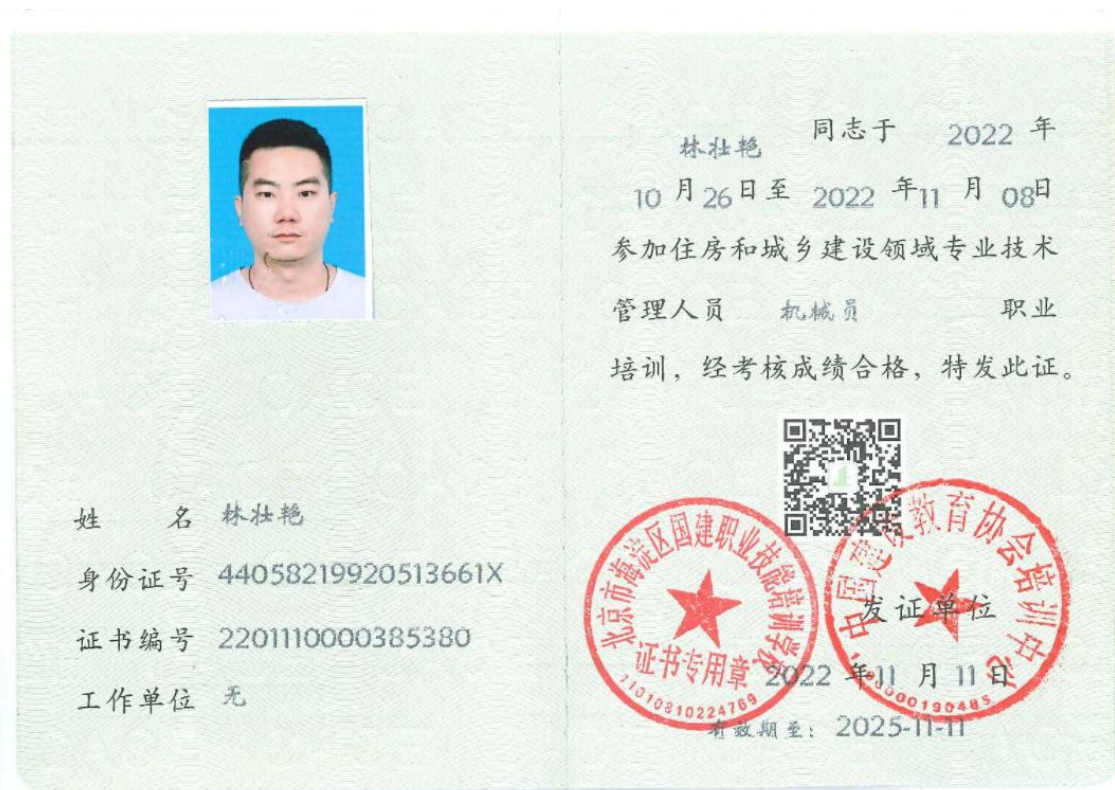 姓 名 林壮艳
身份证号 44058219920513661X
证书编号 2201110000385380
工作单位 无
林壮艳 同志于 2022 年
10 月 26 日至 2022 年 11 月 08 日
参加住房和城乡建设领域专业技术
管理人员 机械员 职业
培训，经考核成绩合格，特发此证。
北京市海淀区国建职业技能培训学校
证书专用章
11010810224769
中国建设教育协会培训中心
发证单位
2022 年 11 月 11 日
有效期至：2025-11-11